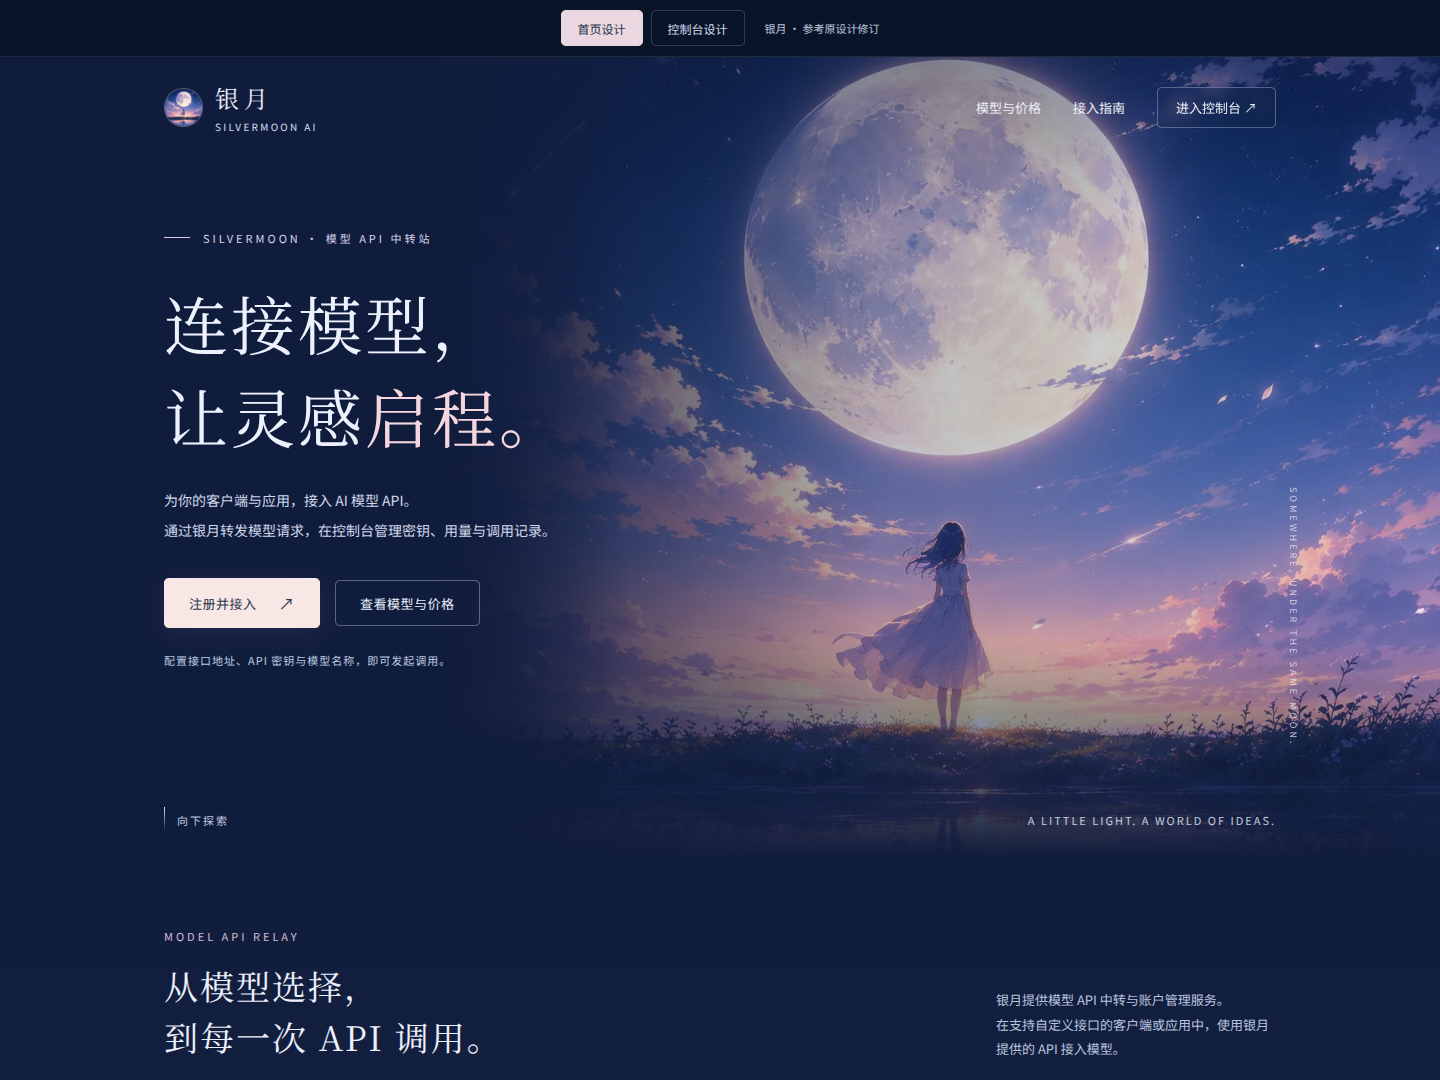 首页设计
控制台设计
银月 · 参考原设计修订
银月
SILVERMOON AI
模型与价格
接入指南
进入控制台 ↗
SILVERMOON · 模型 API 中转站
连接模型，
让灵感启程。
为你的客户端与应用，接入 AI 模型 API。
通过银月转发模型请求，在控制台管理密钥、用量与调用记录。
注册并接入 ↗
查看模型与价格
配置接口地址、API 密钥与模型名称，即可发起调用。
SOMEWHERE, UNDER THE SAME MOON.
向下探索
A LITTLE LIGHT. A WORLD OF IDEAS.
MODEL API RELAY
从模型选择，
到每一次 API 调用。
银月提供模型 API 中转与账户管理服务。
在支持自定义接口的客户端或应用中，使用银月
提供的 API 接入模型。